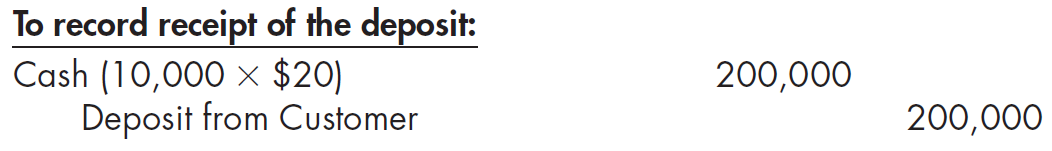 To record receipt of the deposit:
Cash (10,000 × $20) 200,000
Deposit from Customer 200,000